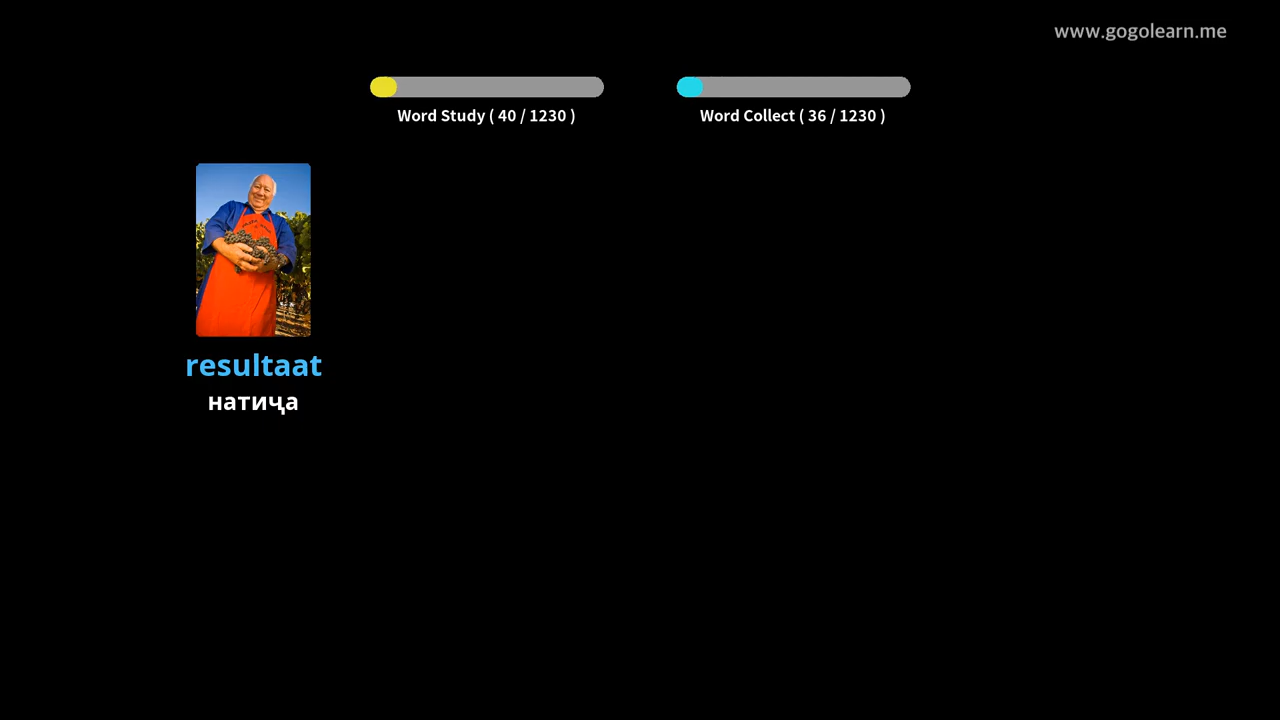 www.gogolearn.me
Word Study ( 40 / 1230 )
Word Collect ( 36 / 1230 )
resultaat
натиҷа